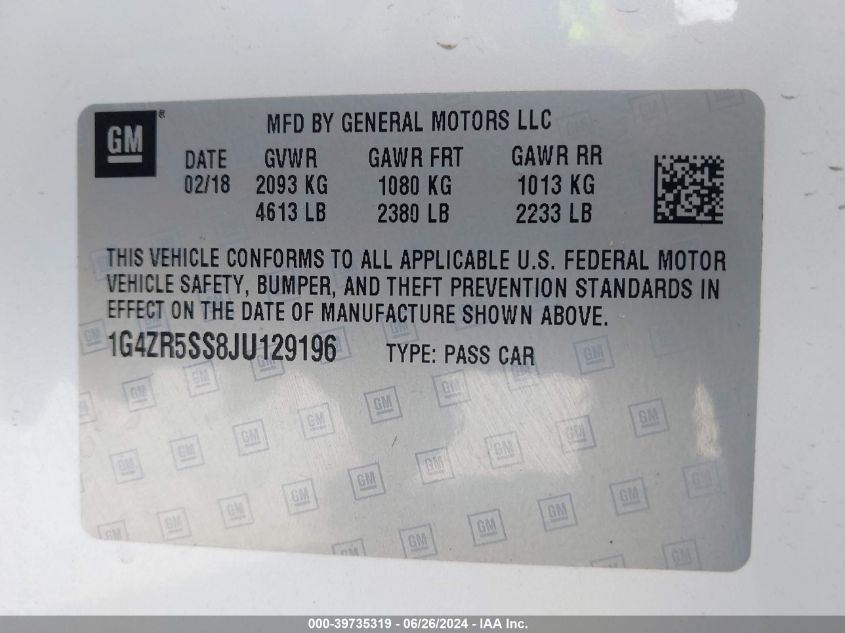 GM ®
MFD BY GENERAL MOTORS LLC
DATE GVWR GAWR FRT GAWR RR
02/18 2093 KG 1080 KG 1013 KG
4613 LB 2380 LB 2233 LB
THIS VEHICLE CONFORMS TO ALL APPLICABLE U.S. FEDERAL MOTOR
VEHICLE SAFETY, BUMPER, AND THEFT PREVENTION STANDARDS IN
EFFECT ON THE DATE OF MANUFACTURE SHOWN ABOVE.
1G4ZR5SS8JU129196 TYPE: PASS CAR
000-39735319 - 06/26/2024 - IAA Inc.